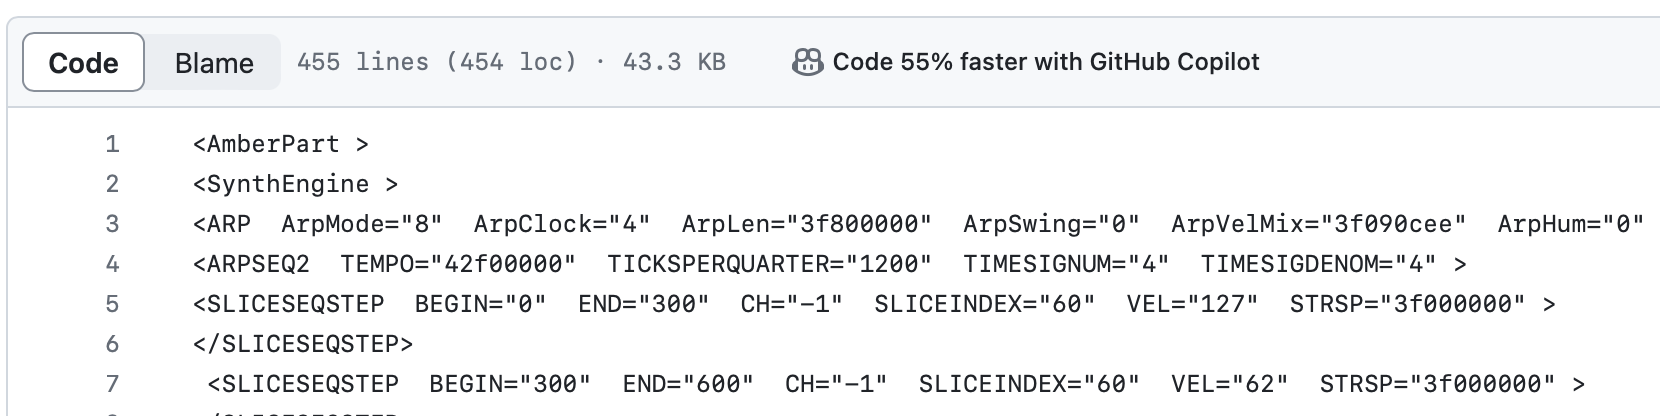 Code Blame 455 lines (454 loc) · 43.3 KB Code 55% faster with GitHub Copilot
1 <AmberPart >
2 <SynthEngine >
3 <ARP  ArpMode="8"  ArpClock="4"  ArpLen="3f800000"  ArpSwing="0"  ArpVelMix="3f090cee"  ArpHum="0"
4 <ARPSEQ2  TEMPO="42f00000"  TICKSPERQUARTER="1200"  TIMESIGNUM="4"  TIMESIGDENOM="4" >
5 <SLICESEQSTEP  BEGIN="0"  END="300"  CH="-1"  SLICEINDEX="60"  VEL="127"  STRSP="3f000000" >
6 </SLICESEQSTEP>
7  <SLICESEQSTEP  BEGIN="300"  END="600"  CH="-1"  SLICEINDEX="60"  VEL="62"  STRSP="3f000000" >